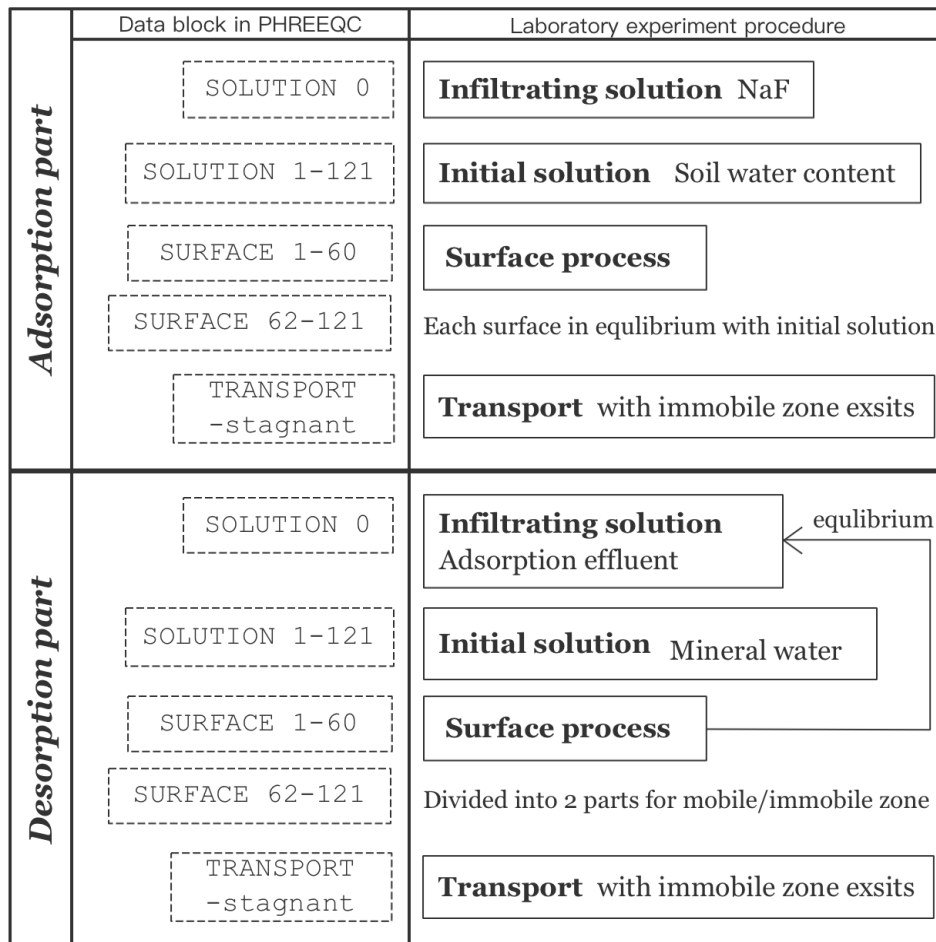 Data block in PHREEQC
Laboratory experiment procedure
Adsorption part
SOLUTION 0
Infiltrating solution NaF
SOLUTION 1-121
Initial solution Soil water content
SURFACE 1-60
Surface process
SURFACE 62-121
Each surface in equlibrium with initial solution
TRANSPORT
-stagnant
Transport with immobile zone exsits
Desorption part
SOLUTION 0
Infiltrating solution
Adsorption effluent
equlibrium
SOLUTION 1-121
Initial solution Mineral water
SURFACE 1-60
Surface process
SURFACE 62-121
Divided into 2 parts for mobile/immobile zone
TRANSPORT
-stagnant
Transport with immobile zone exsits